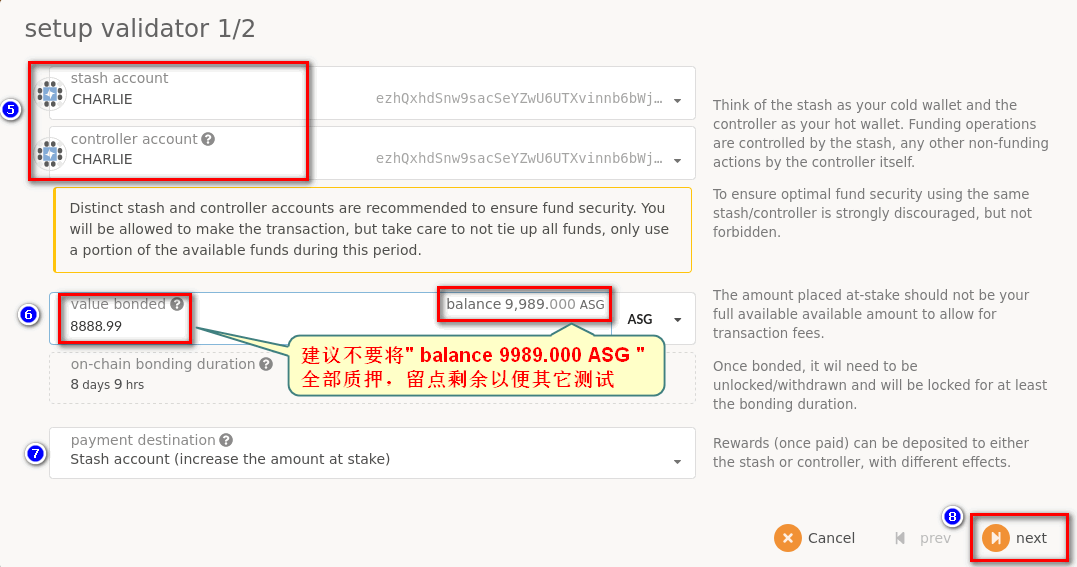 setup validator 1/2
5
stash account
CHARLIE
ezhQxhdSnw9sacSeYZwU6UTXvinnb6bWj…
controller account ?
CHARLIE
ezhQxhdSnw9sacSeYZwU6UTXvinnb6bWj…
Think of the stash as your cold wallet and the
controller as your hot wallet. Funding operations
are controlled by the stash, any other non-funding
actions by the controller itself.
To ensure optimal fund security using the same
stash/controller is strongly discouraged, but not
forbidden.
Distinct stash and controller accounts are recommended to ensure fund security. You
will be allowed to make the transaction, but take care to not tie up all funds, only use
a portion of the available funds during this period.
6
value bonded ?
8888.99
balance 9,989.000 ASG
ASG
The amount placed at-stake should not be your
full available available amount to allow for
transaction fees.
建议不要将" balance 9989.000 ASG "
全部质押，留点剩余以便其它测试
on-chain bonding duration ?
8 days 9 hrs
Once bonded, it wil need to be
unlocked/withdrawn and will be locked for at least
the bonding duration.
7
payment destination ?
Stash account (increase the amount at stake)
Rewards (once paid) can be deposited to either
the stash or controller, with different effects.
8
Cancel
prev
next